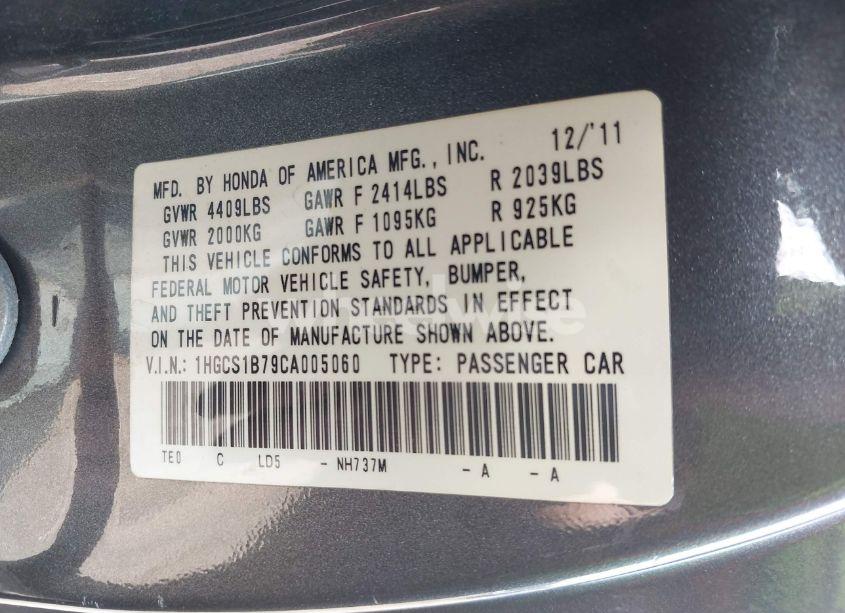 MFD. BY HONDA OF AMERICA MFG., INC. 12/'11
GVWR 4409LBS GAWR F 2414LBS R 2039LBS
GVWR 2000KG GAWR F 1095KG R 925KG
THIS VEHICLE CONFORMS TO ALL APPLICABLE
FEDERAL MOTOR VEHICLE SAFETY, BUMPER,
AND THEFT PREVENTION STANDARDS IN EFFECT
ON THE DATE OF MANUFACTURE SHOWN ABOVE.
V.I.N.: 1HGCS1B79CA005060 TYPE: PASSENGER CAR
TE0 C LD5 - NH737M - A - A